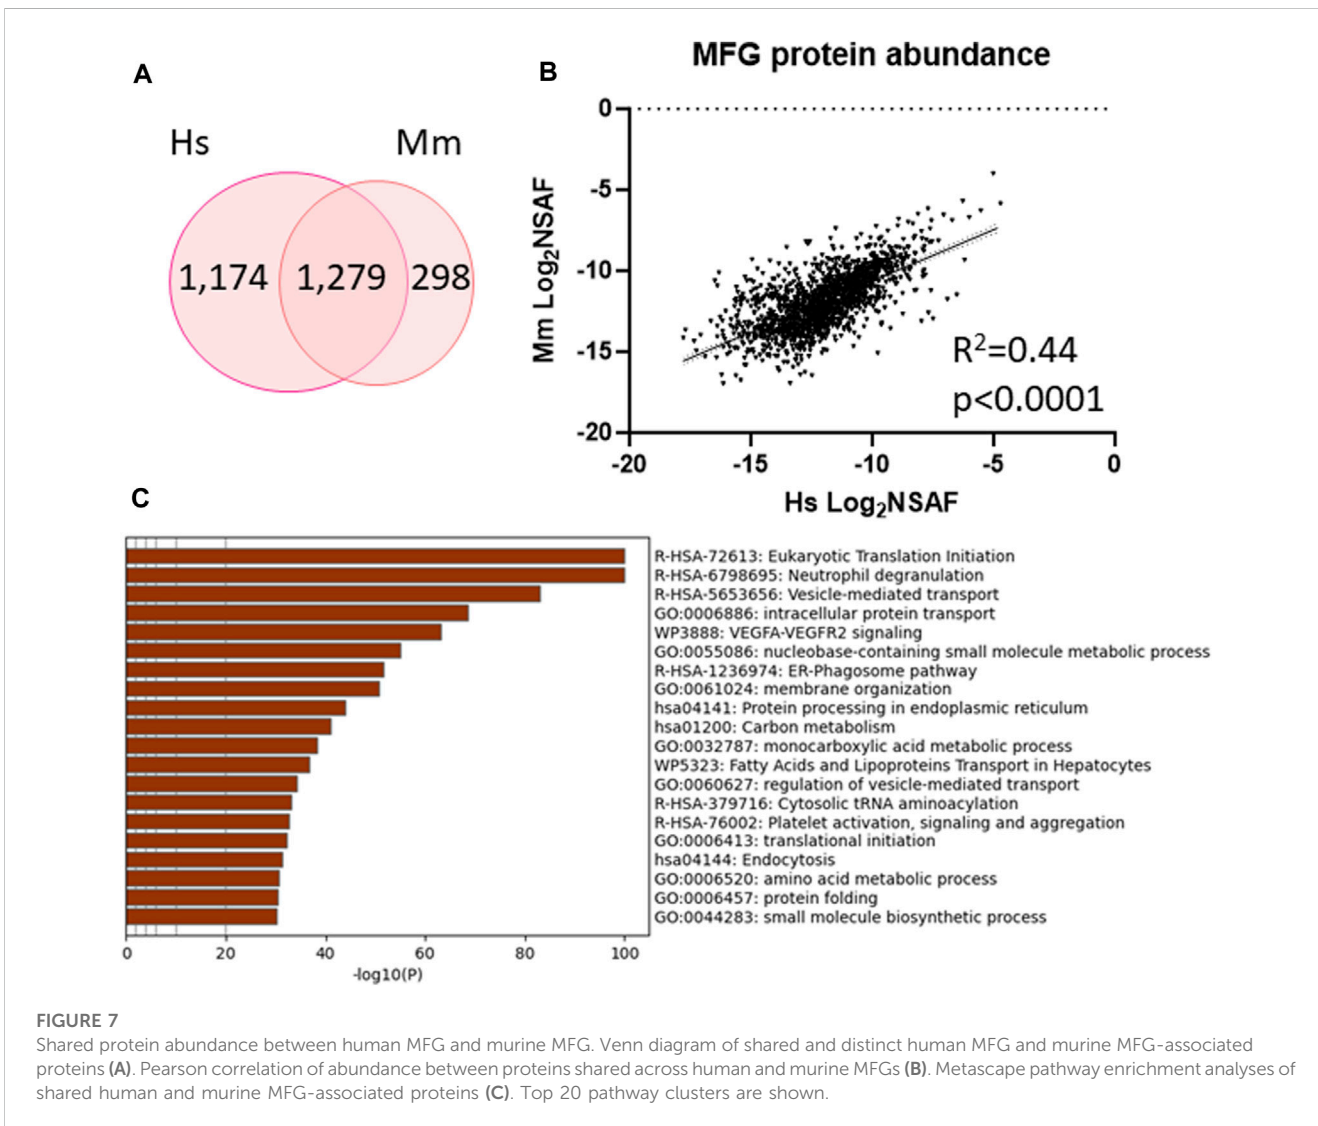 A
Hs
Mm
1,174
1,279
298
B
MFG protein abundance
Mm Log₂NSAF
0
-5
-10
-15
-20
R²=0.44
p<0.0001
-20
-15
-10
-5
0
Hs Log₂NSAF
C
R-HSA-72613: Eukaryotic Translation Initiation
R-HSA-6798695: Neutrophil degranulation
R-HSA-5653656: Vesicle-mediated transport
GO:0006886: intracellular protein transport
WP3888: VEGFA-VEGFR2 signaling
GO:0055086: nucleobase-containing small molecule metabolic process
R-HSA-1236974: ER-Phagosome pathway
GO:0061024: membrane organization
hsa04141: Protein processing in endoplasmic reticulum
hsa01200: Carbon metabolism
GO:0032787: monocarboxylic acid metabolic process
WP5323: Fatty Acids and Lipoproteins Transport in Hepatocytes
GO:0060627: regulation of vesicle-mediated transport
R-HSA-379716: Cytosolic tRNA aminoacylation
R-HSA-76002: Platelet activation, signaling and aggregation
GO:0006413: translational initiation
hsa04144: Endocytosis
GO:0006520: amino acid metabolic process
GO:0006457: protein folding
GO:0044283: small molecule biosynthetic process
0
20
40
60
80
100
-log10(P)
FIGURE 7
Shared protein abundance between human MFG and murine MFG. Venn diagram of shared and distinct human MFG and murine MFG-associated
proteins (A). Pearson correlation of abundance between proteins shared across human and murine MFGs (B). Metascape pathway enrichment analyses of
shared human and murine MFG-associated proteins (C). Top 20 pathway clusters are shown.